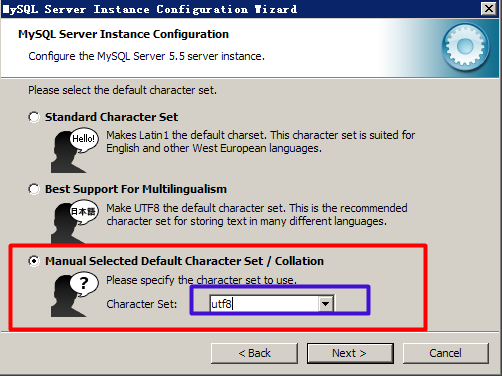 MySQL Server Instance Configuration Wizard
MySQL Server Instance Configuration
Configure the MySQL Server 5.5 server instance.
Please select the default character set.
Standard Character Set
Hello!
Makes Latin1 the default charset. This character set is suited for
English and other West European languages.
Best Support For Multilingualism
日本語
Make UTF8 the default character set. This is the recommended
character set for storing text in many different languages.
Manual Selected Default Character Set / Collation
?
Please specify the character set to use.
Character Set: utf8
< Back Next > Cancel